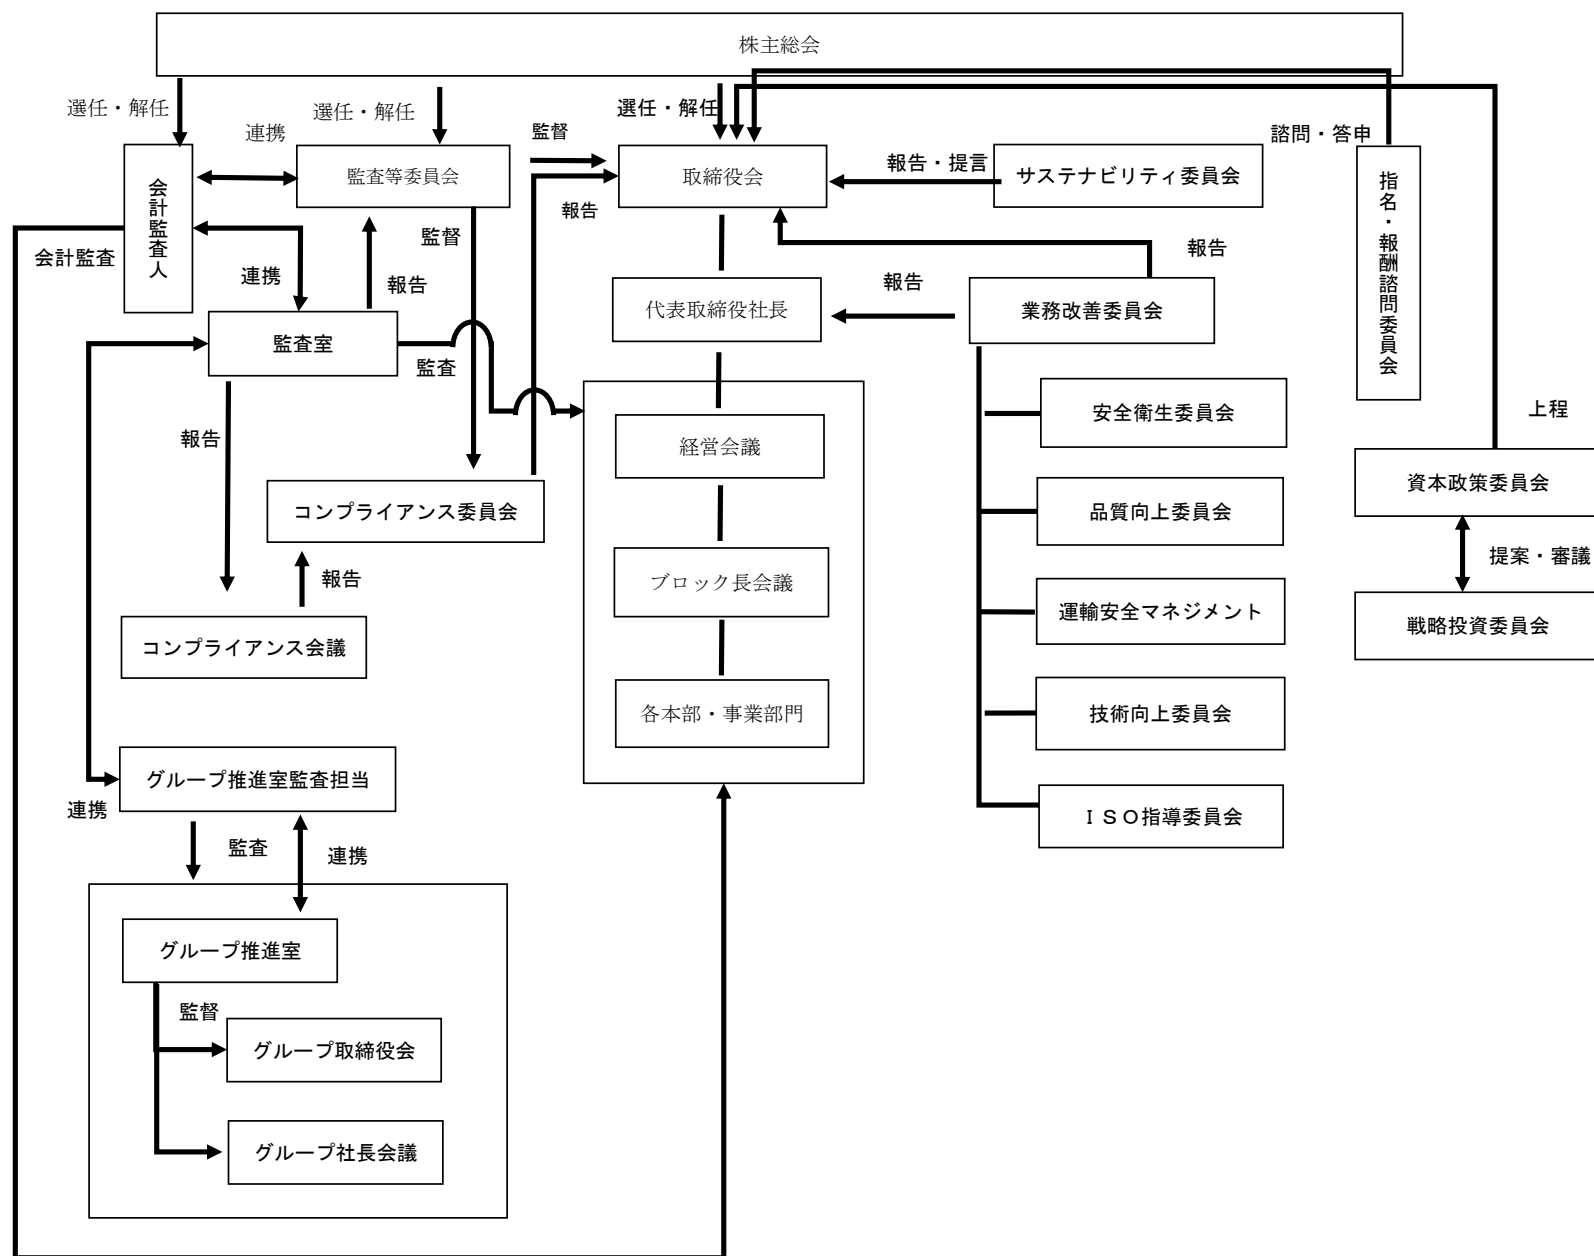 株主総会
選任・解任
選任・解任
選任・解任
諮問・答申
連携
監督
会計監査人
監査等委員会
取締役会
報告・提言
サステナビリティ委員会
指名・報酬諮問委員会
報告
監督
会計監査
連携
報告
報告
報告
代表取締役社長
業務改善委員会
監査室
監査
安全衛生委員会
上程
報告
経営会議
資本政策委員会
コンプライアンス委員会
品質向上委員会
提案・審議
報告
ブロック長会議
運輸安全マネジメント
戦略投資委員会
コンプライアンス会議
各本部・事業部門
技術向上委員会
グループ推進室監査担当
連携
ISO指導委員会
監査
連携
グループ推進室
監督
グループ取締役会
グループ社長会議